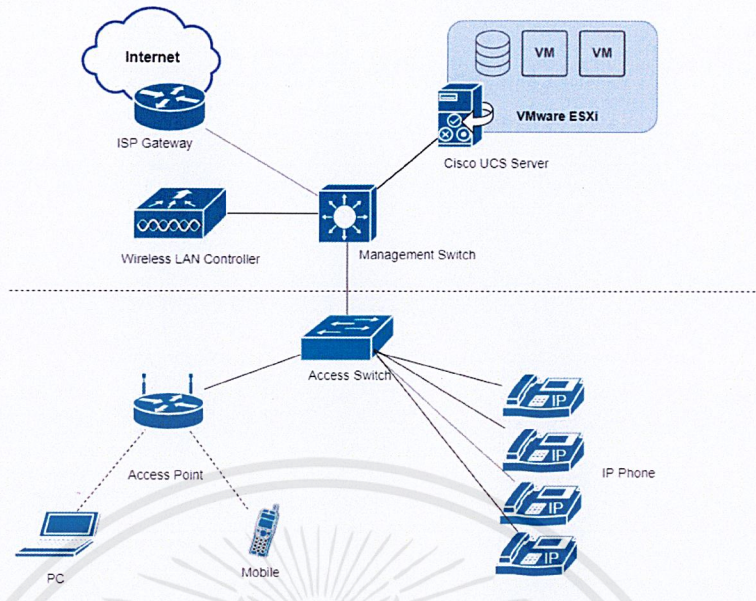 Internet
VM VM
VMware ESXi
ISP Gateway
Cisco UCS Server
Wireless LAN Controller
Management Switch
Access Switch
IP
IP
IP Phone
IP
IP
Access Point
PC
Mobile